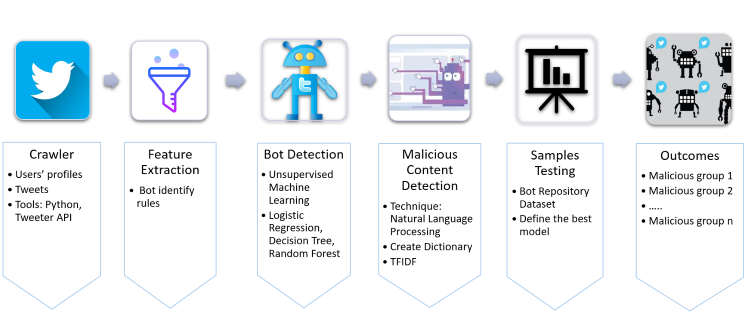 Crawler
• Users' profiles
• Tweets
• Tools: Python,
Tweeter API
Feature
Extraction
• Bot identify
rules
Bot Detection
• Unsupervised
Machine
Learning
• Logistic
Regression,
Decision Tree,
Random Forest
Malicious
Content
Detection
• Technique:
Natural Language
Processing
• Create Dictionary
• TFIDF
Samples
Testing
• Bot Repository
Dataset
• Define the best
model
Outcomes
• Malicious group 1
• Malicious group 2
• .....
• Malicious group n